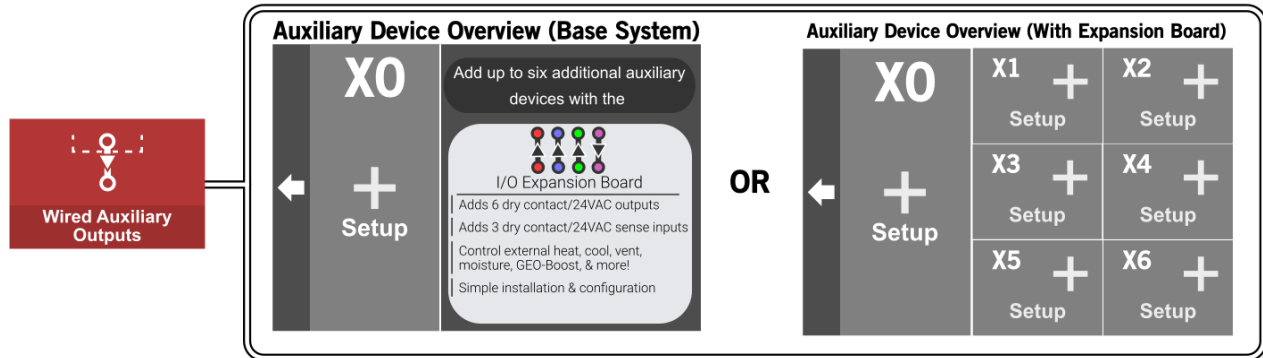 Wired Auxiliary
Outputs
Auxiliary Device Overview (Base System)
X0
Setup
Add up to six additional auxiliary
devices with the
I/O Expansion Board
Adds 6 dry contact/24VAC outputs
Adds 3 dry contact/24VAC sense inputs
Control external heat, cool, vent,
moisture, GEO-Boost, & more!
Simple installation & configuration
OR
Auxiliary Device Overview (With Expansion Board)
X0
Setup
X1
Setup
X2
Setup
X3
Setup
X4
Setup
X5
Setup
X6
Setup